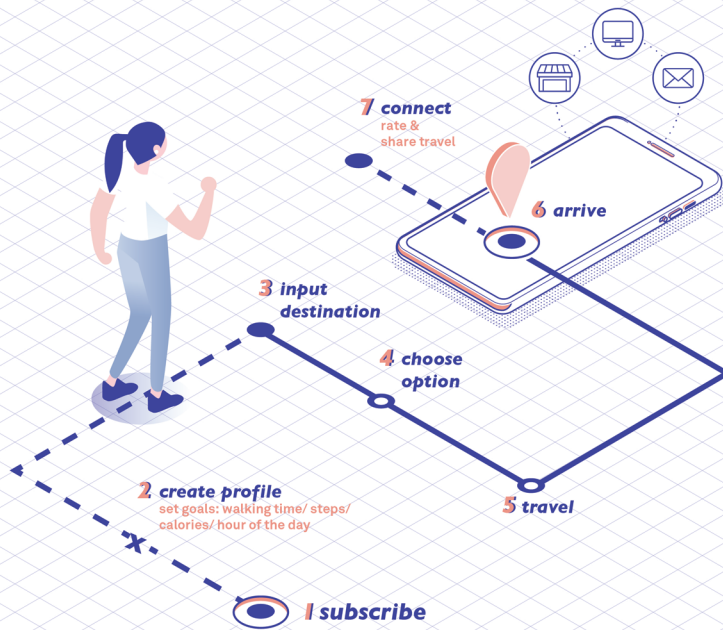 7 connect
rate &
share travel
6 arrive
3 input
destination
4 choose
option
2 create profile
set goals: walking time/ steps/
calories/ hour of the day
5 travel
1 subscribe